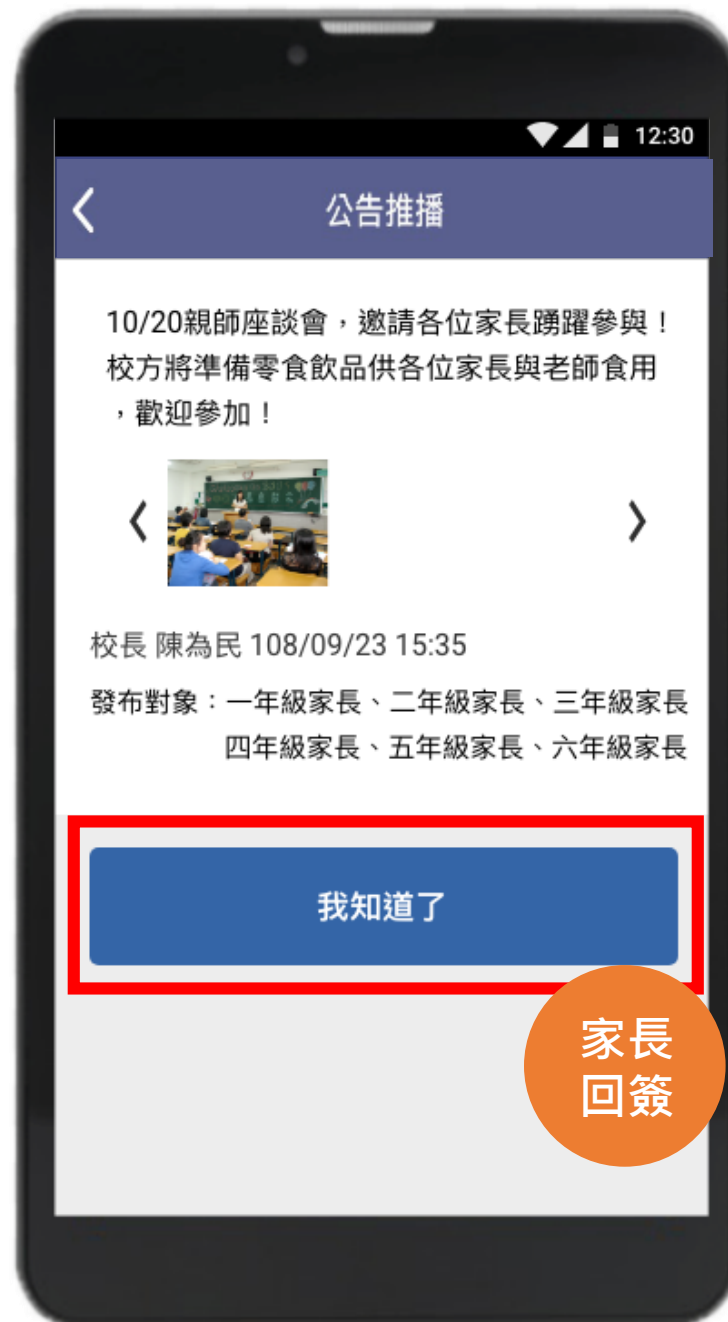 12:30
公告推播
10/20親師座談會，邀請各位家長踴躍參與！
校方將準備零食飲品供各位家長與老師食用
，歡迎參加！
校長 陳為民 108/09/23 15:35
發布對象：一年級家長、二年級家長、三年級家長
四年級家長、五年級家長、六年級家長
我知道了
家長
回簽